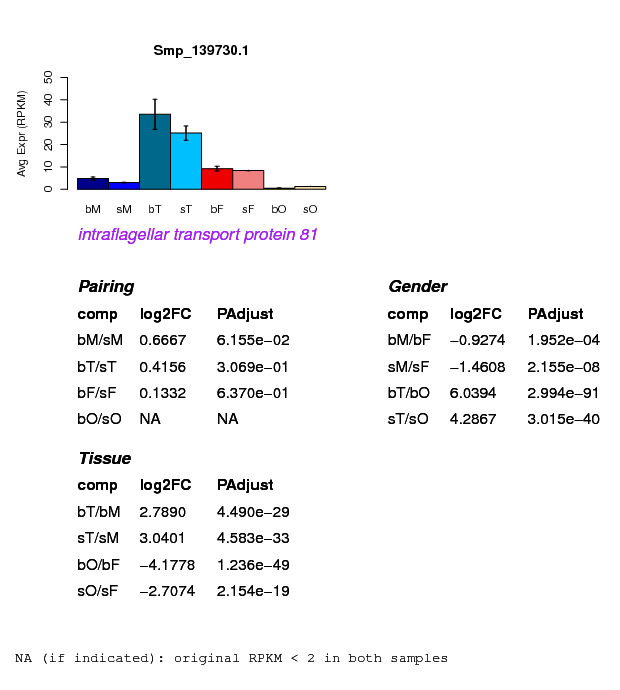 Smp_139730.1
Avg Expr (RPKM)
50
40
30
20
10
0
bM sM bT sT bF sF bO sO
intraflagellar transport protein 81
Pairing
comp log2FC PAdjust
bM/sM 0.6667 6.155e−02
bT/sT 0.4156 3.069e−01
bF/sF 0.1332 6.370e−01
bO/sO NA NA
Gender
comp log2FC PAdjust
bM/bF −0.9274 1.952e−04
sM/sF −1.4608 2.155e−08
bT/bO 6.0394 2.994e−91
sT/sO 4.2867 3.015e−40
Tissue
comp log2FC PAdjust
bT/bM 2.7890 4.490e−29
sT/sM 3.0401 4.583e−33
bO/bF −4.1778 1.236e−49
sO/sF −2.7074 2.154e−19
NA (if indicated): original RPKM < 2 in both samples